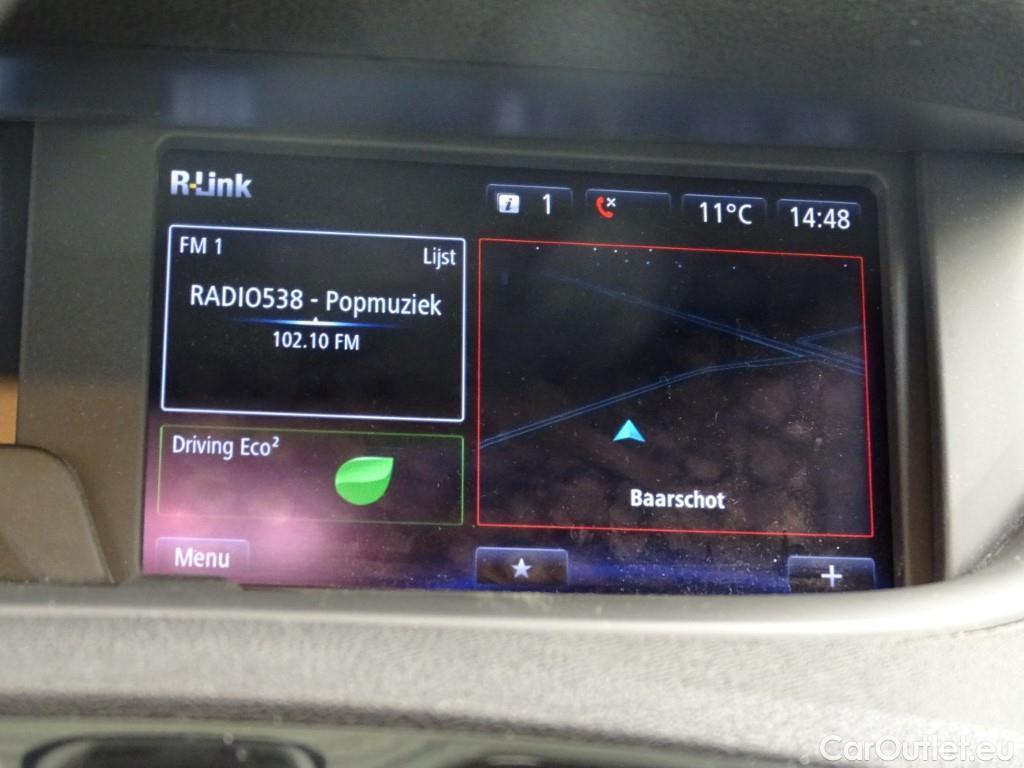 R-Link
1
11°C
14:48
FM 1
Lijst
RADIO538 - Popmuziek
102.10 FM
Driving Eco²
Baarschot
Menu
CarOutlet.eu